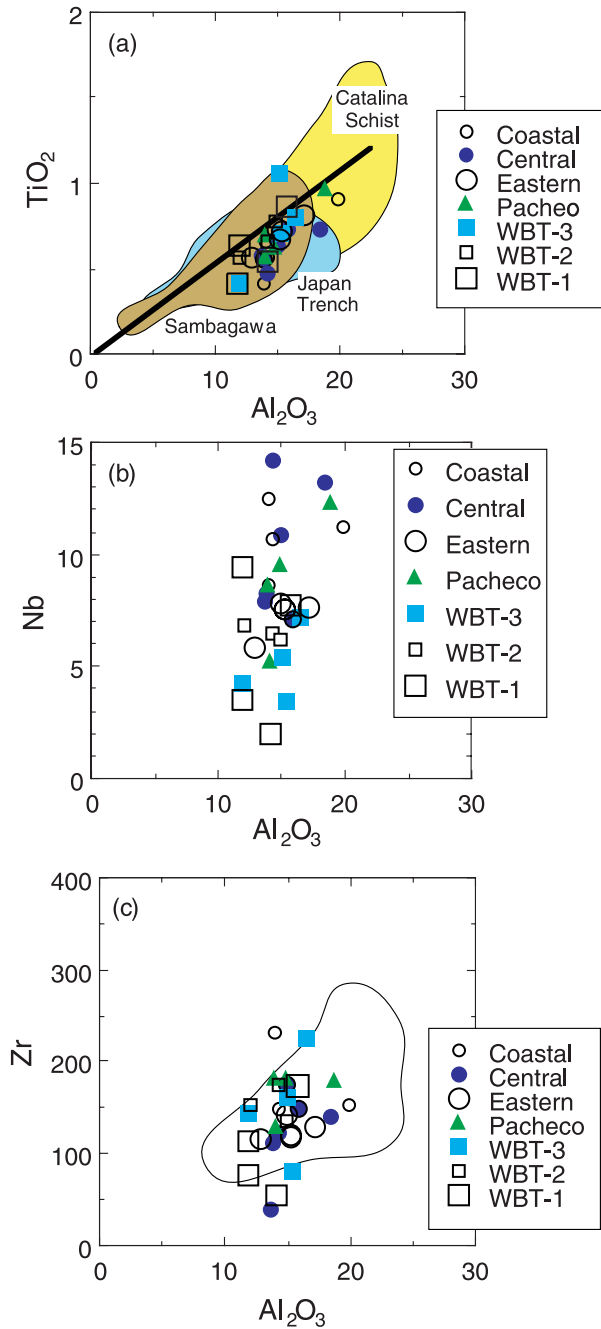 (a)
TiO2
2
1
0
Catalina
Schist
Japan
Trench
Sambagawa
Coastal
Central
Eastern
Pacheo
WBT-3
WBT-2
WBT-1
0 10 20 30
Al2O3
(b)
Nb
15
10
5
0
Coastal
Central
Eastern
Pacheco
WBT-3
WBT-2
WBT-1
0 10 20 30
Al2O3
(c)
Zr
400
300
200
100
0
Coastal
Central
Eastern
Pacheco
WBT-3
WBT-2
WBT-1
0 10 20 30
Al2O3